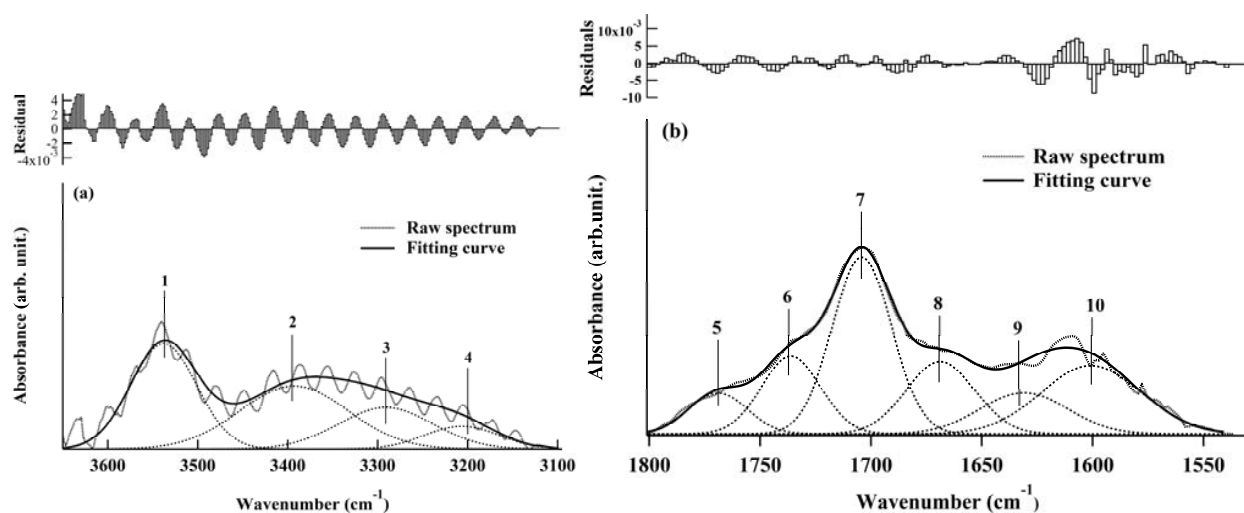 Residual
4
2
0
-2
-4x10⁻³
(a)
Raw spectrum
Fitting curve
1
2
3
4
Absorbance (arb. unit.)
3600 3500 3400 3300 3200 3100
Wavenumber (cm⁻¹)
Residuals
10x10⁻³
5
0
-5
-10
(b)
Raw spectrum
Fitting curve
7
6
8
5
9
10
Absorbance (arb.unit.)
1800 1750 1700 1650 1600 1550
Wavenumber (cm⁻¹)